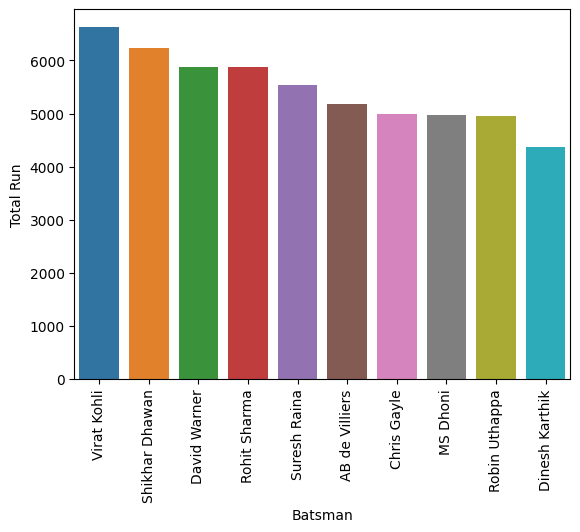 6000
5000
4000
3000
2000
1000
0
Total Run
Virat Kohli
Shikhar Dhawan
David Warner
Rohit Sharma
Suresh Raina
AB de Villiers
Chris Gayle
MS Dhoni
Robin Uthappa
Dinesh Karthik
Batsman